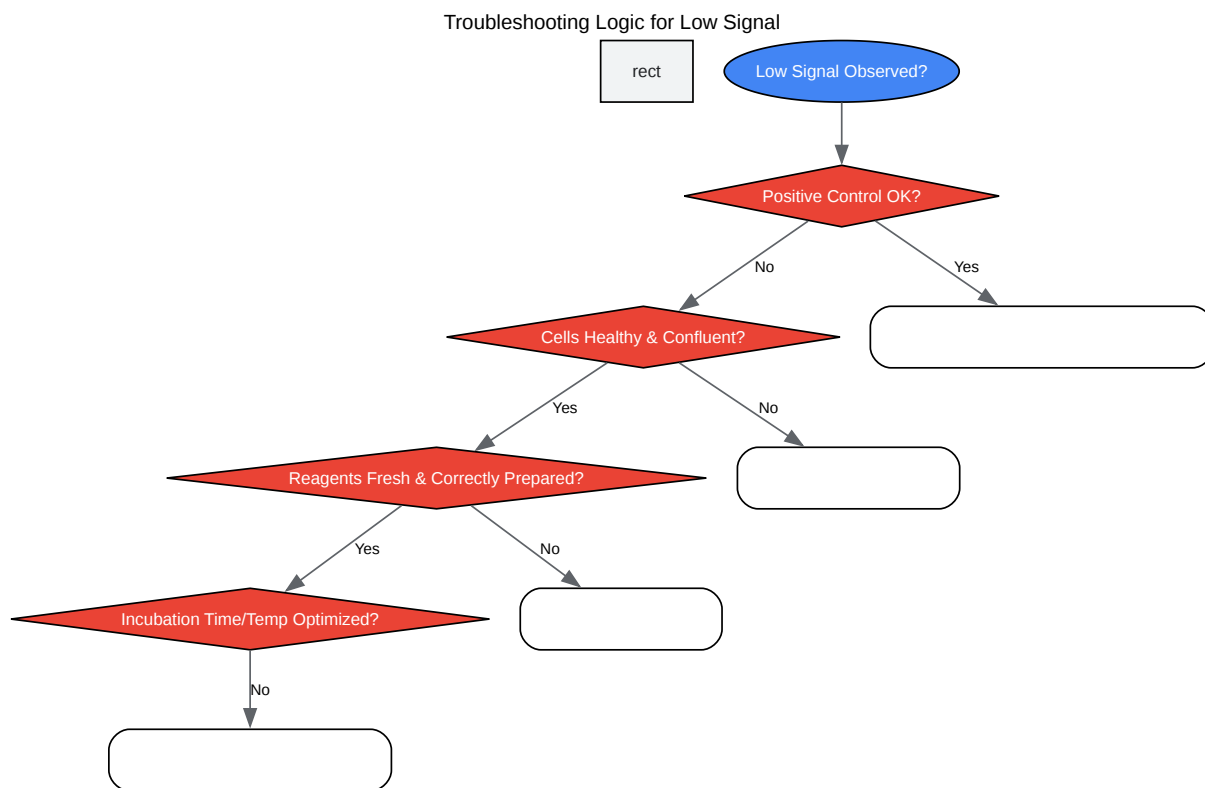 Troubleshooting Logic for Low Signal
rect
Low Signal Observed?
Positive Control OK?
No
Yes
Cells Healthy & Confluent?
Yes
No
Reagents Fresh & Correctly Prepared?
Yes
No
Incubation Time/Temp Optimized?
No